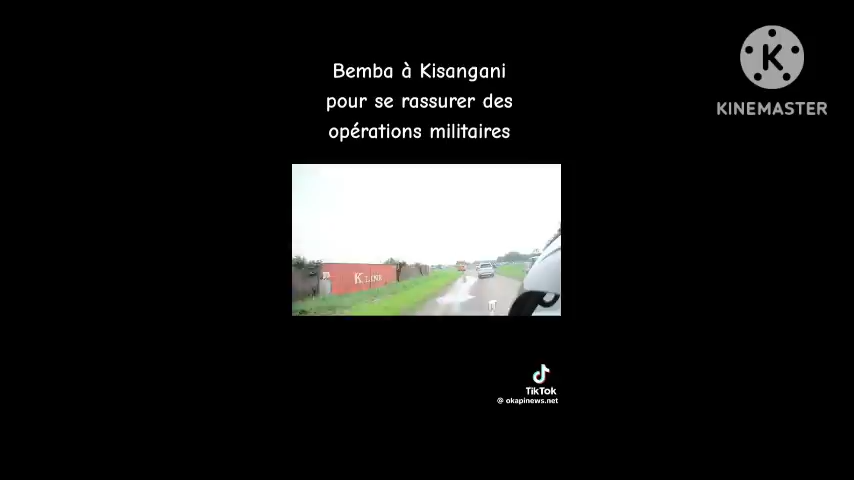 Bemba à Kisangani
pour se rassurer des
opérations militaires
K
KINEMASTER
K LINE
TikTok
@ okapinews.net